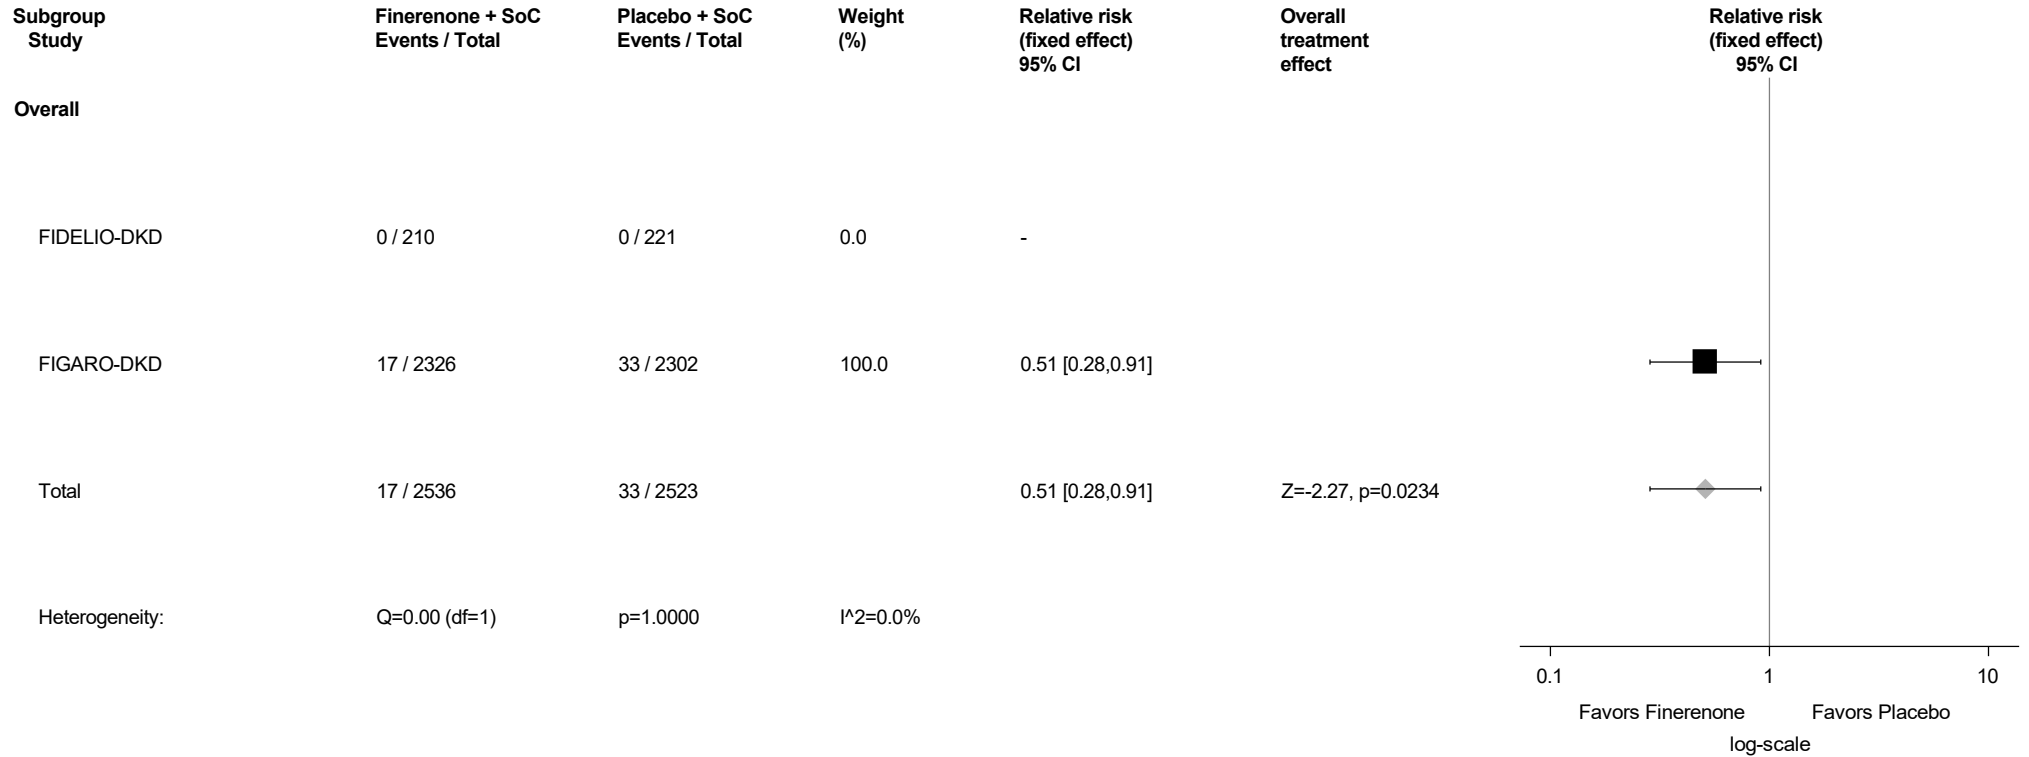 Subgroup Finerenone + SoC Placebo + SoC Weight Relative risk Overall Relative risk
Study Events / Total Events / Total (%) (fixed effect) treatment (fixed effect)
95% CI effect 95% CI
Overall
FIDELIO-DKD 0 / 210 0 / 221 0.0 -
FIGARO-DKD 17 / 2326 33 / 2302 100.0 0.51 [0.28,0.91]
Total 17 / 2536 33 / 2523 0.51 [0.28,0.91] Z=-2.27, p=0.0234
Heterogeneity: Q=0.00 (df=1) p=1.0000 I^2=0.0%
0.1 1 10
Favors Finerenone Favors Placebo
log-scale